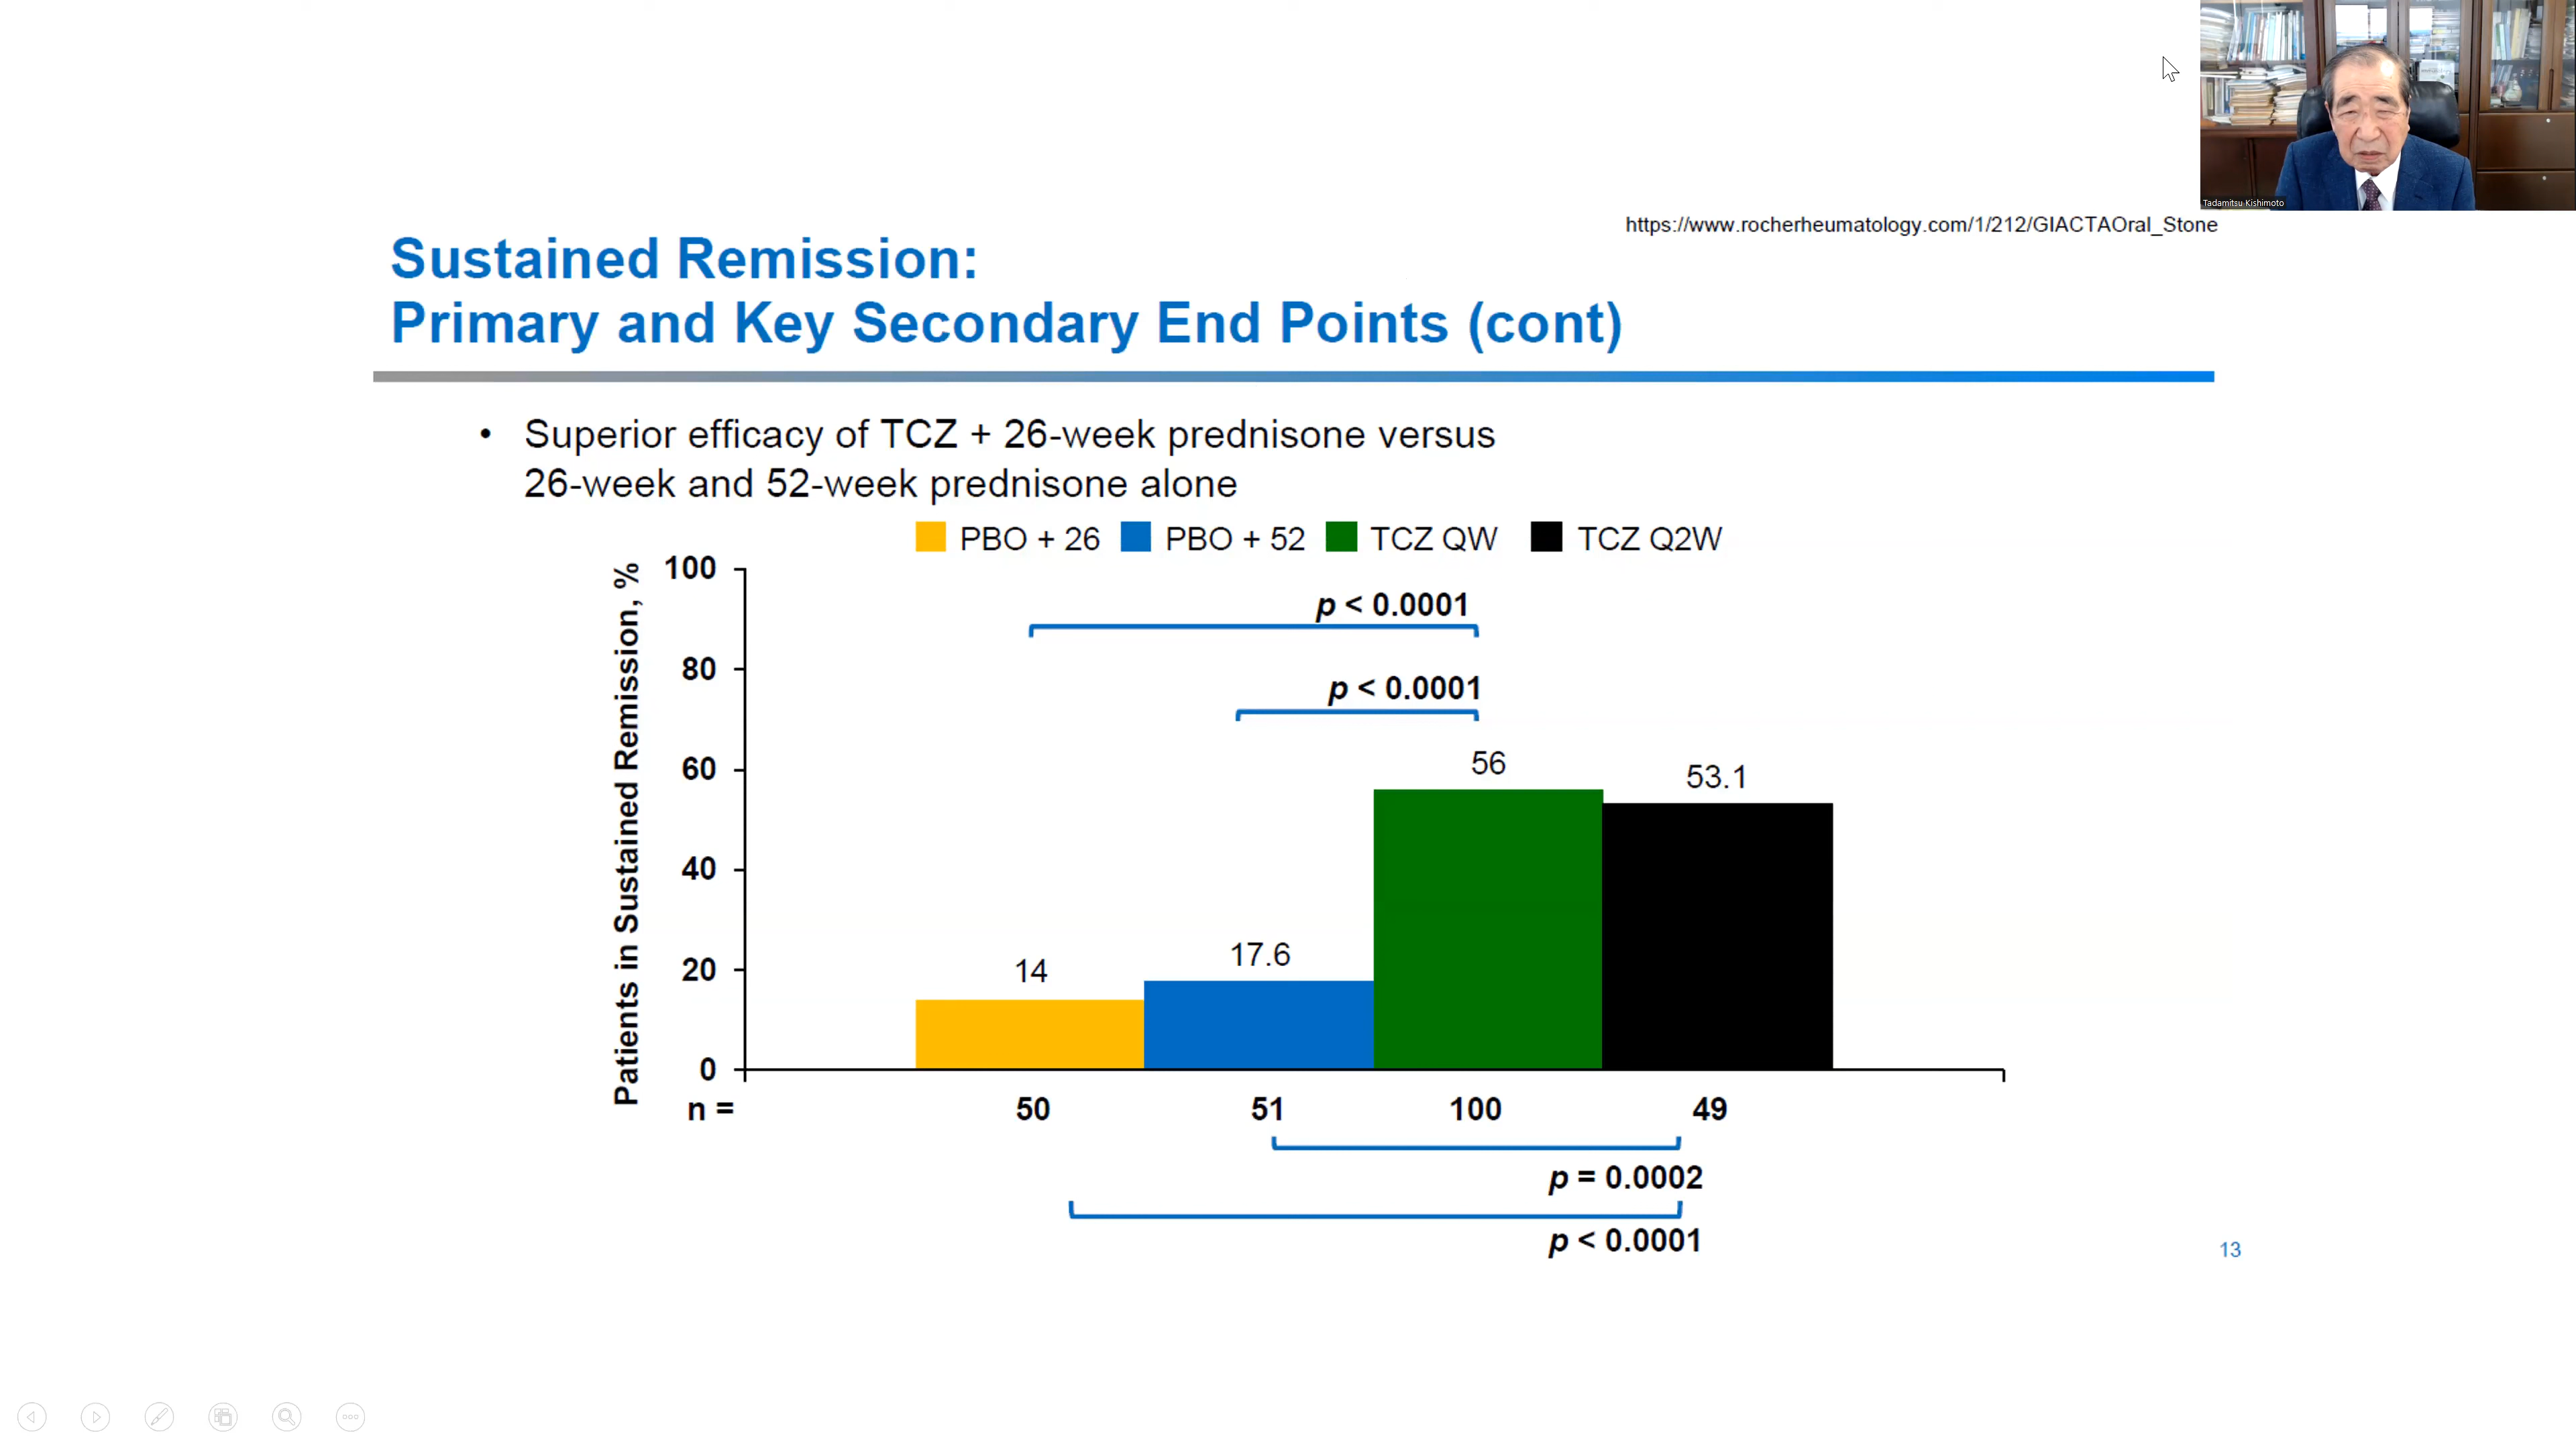 Tadamitsu Kishimoto
https://www.rocherheumatology.com/1/212/GIACTAOral_Stone
Sustained Remission:
Primary and Key Secondary End Points (cont)
• Superior efficacy of TCZ + 26-week prednisone versus
26-week and 52-week prednisone alone
PBO + 26 PBO + 52 TCZ QW TCZ Q2W
Patients in Sustained Remission, %
100
80
60
40
20
0
p < 0.0001
p < 0.0001
14
17.6
56
53.1
n = 50 51 100 49
p = 0.0002
p < 0.0001
13